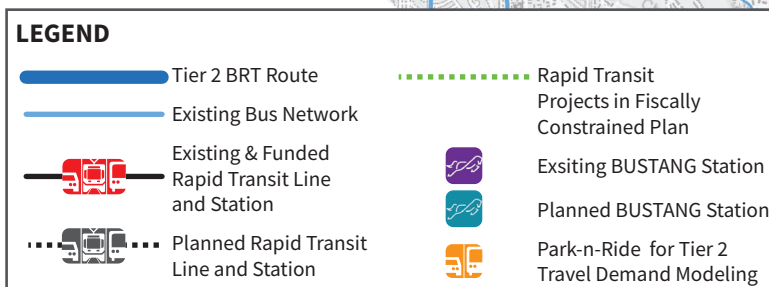 LEGEND
Tier 2 BRT Route
Existing Bus Network
Existing & Funded
Rapid Transit Line
and Station
Planned Rapid Transit
Line and Station
Rapid Transit
Projects in Fiscally
Constrained Plan
Exsiting BUSTANG Station
Planned BUSTANG Station
Park-n-Ride for Tier 2
Travel Demand Modeling